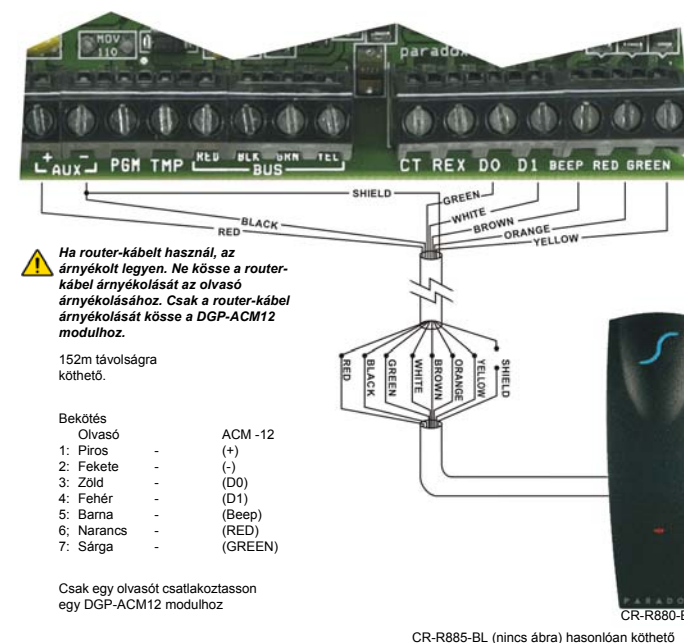 MOV
110
paradox
+ -
AUX PGM TMP RED BLK GRN YEL
BUS
CT REX D0 D1 BEEP RED GREEN
SHIELD
GREEN
WHITE
BROWN
ORANGE
YELLOW
BLACK
RED
Ha router-kábelt használ, az
árnyékolt legyen. Ne kösse a router-
kábel árnyékolását az olvasó
árnyékolásához. Csak a router-kábel
árnyékolását kösse a DGP-ACM12
modulhoz.
152m távolságra
köthető.
RED
BLACK
GREEN
WHITE
BROWN
ORANGE
YELLOW
SHIELD
Bekötés
Olvasó ACM -12
1: Piros - (+)
2: Fekete - (-)
3: Zöld - (D0)
4: Fehér - (D1)
5: Barna - (Beep)
6; Narancs - (RED)
7: Sárga - (GREEN)
Csak egy olvasót csatlakoztasson
egy DGP-ACM12 modulhoz
PARADO
CR-R880-B
CR-R885-BL (nincs ábra) hasonlóan köthető